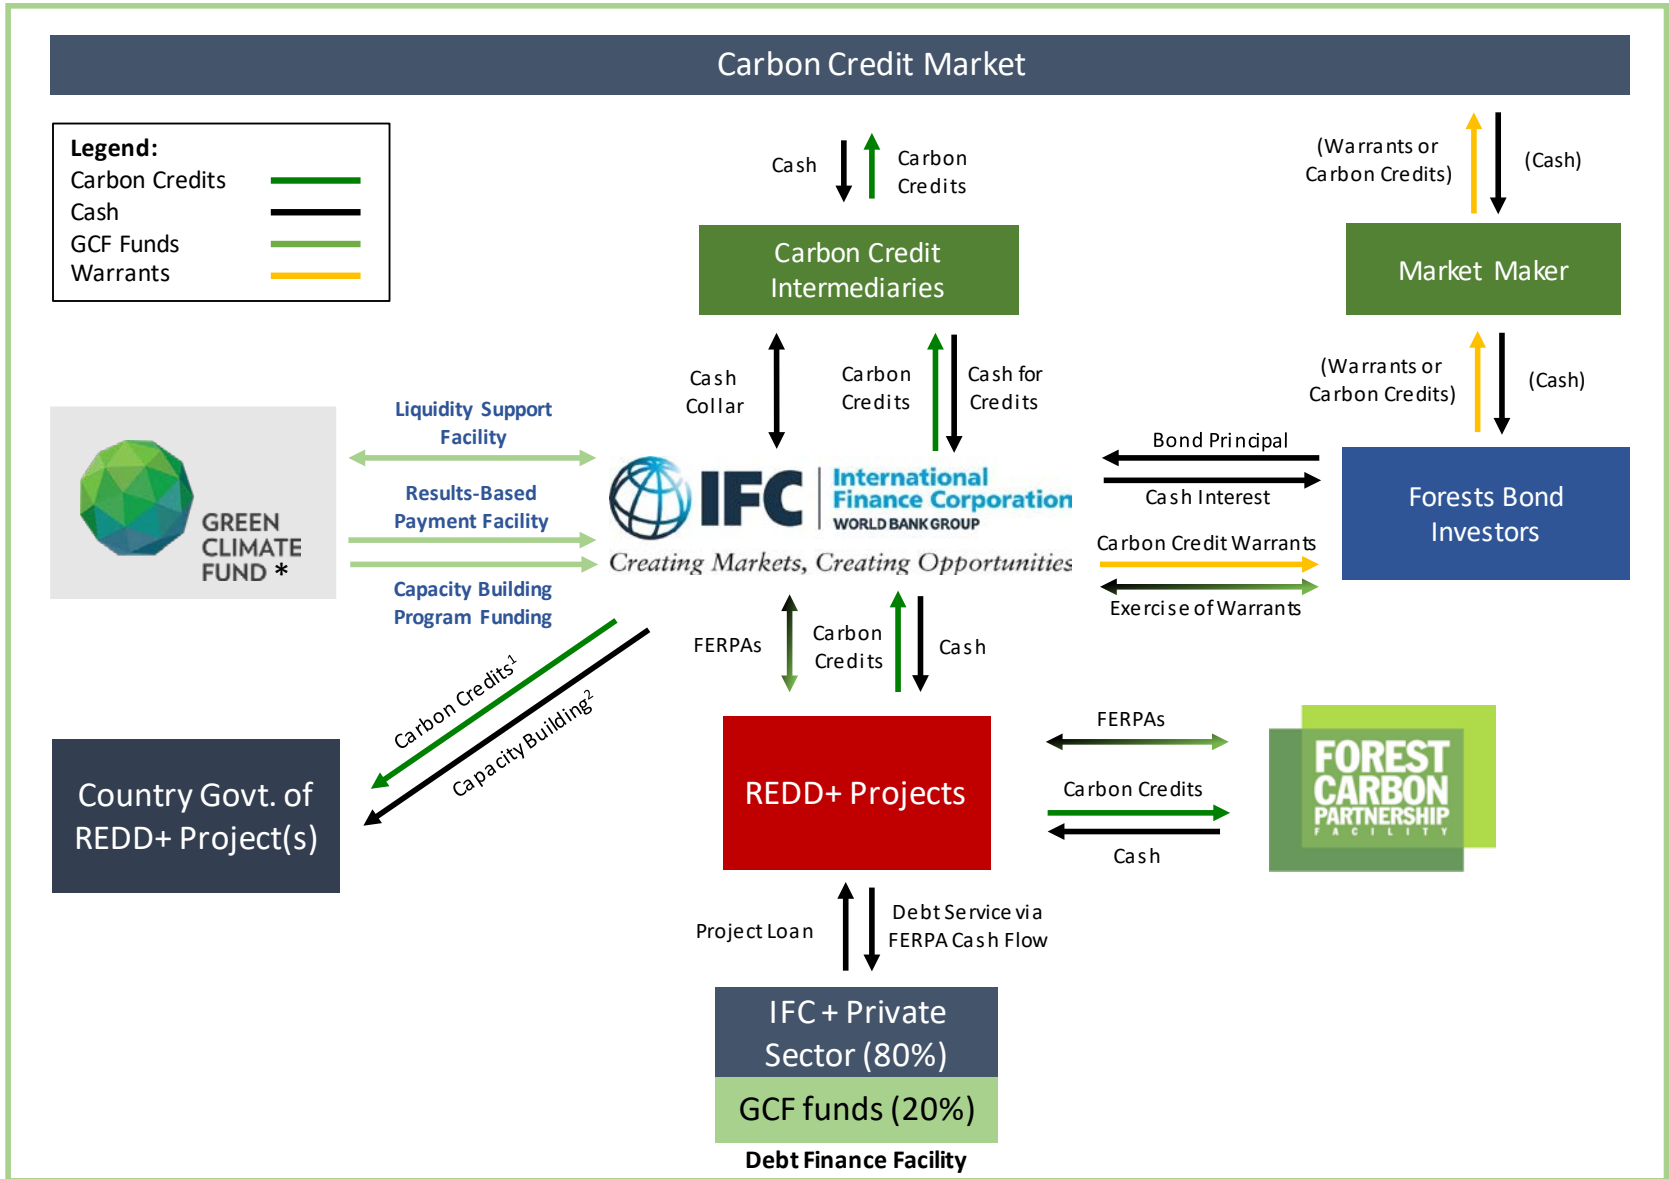 Carbon Credit Market
Legend:
Carbon Credits
Cash
GCF Funds
Warrants
Cash
Carbon
Credits
(Warrants or
Carbon Credits)
(Cash)
Carbon Credit
Intermediaries
Market Maker
Cash
Collar
Carbon
Credits
Cash for
Credits
(Warrants or
Carbon Credits)
(Cash)
GREEN
CLIMATE
FUND *
Liquidity Support
Facility
Results-Based
Payment Facility
Capacity Building
Program Funding
IFC
International
Finance Corporation
WORLD BANK GROUP
Creating Markets, Creating Opportunities
Bond Principal
Cash Interest
Carbon Credit Warrants
Exercise of Warrants
Forests Bond
Investors
Carbon Credits¹
Capacity Building²
FERPAs
Carbon
Credits
Cash
Country Govt. of
REDD+ Project(s)
REDD+ Projects
FERPAs
Carbon Credits
Cash
FOREST
CARBON
PARTNERSHIP
FACILITY
Project Loan
Debt Service via
FERPA Cash Flow
IFC + Private
Sector (80%)
GCF funds (20%)
Debt Finance Facility